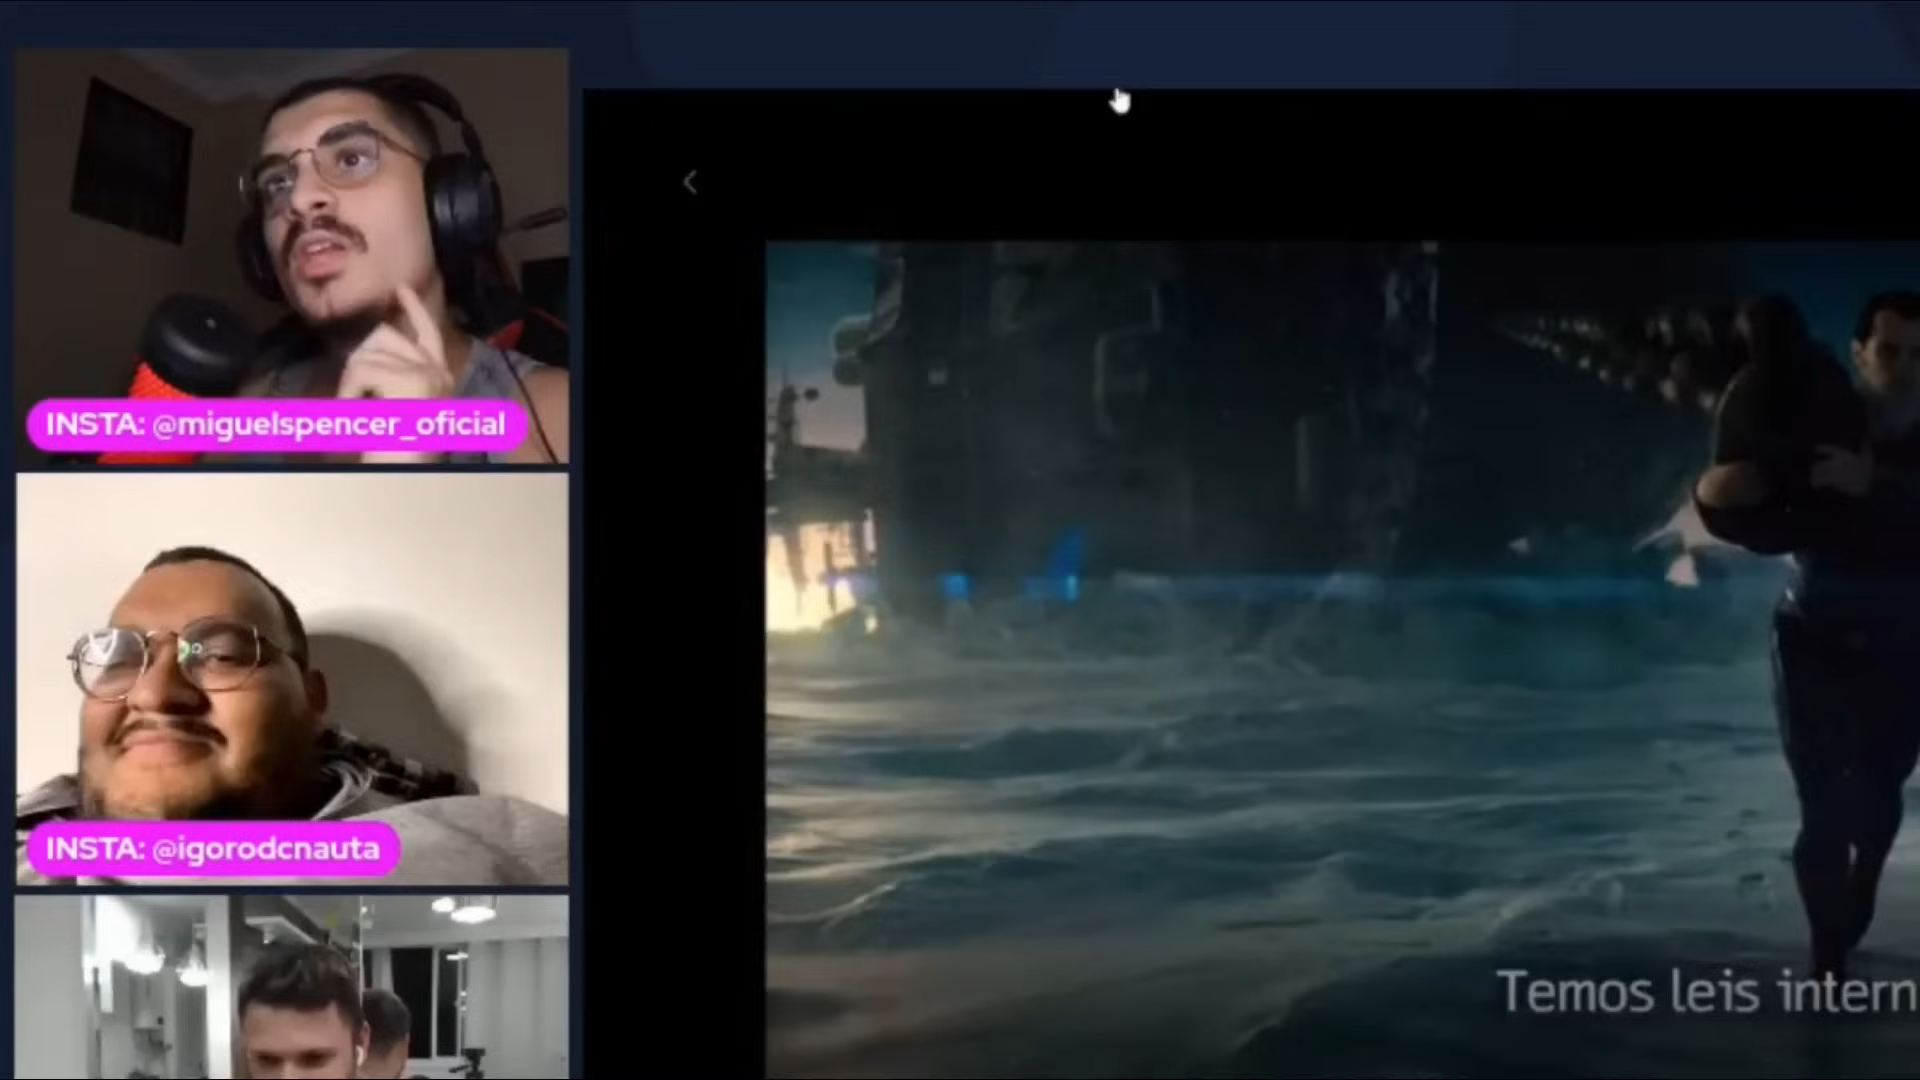 INSTA: @miguelspencer_oficial
INSTA: @igorodcnauta
Temos leis intern